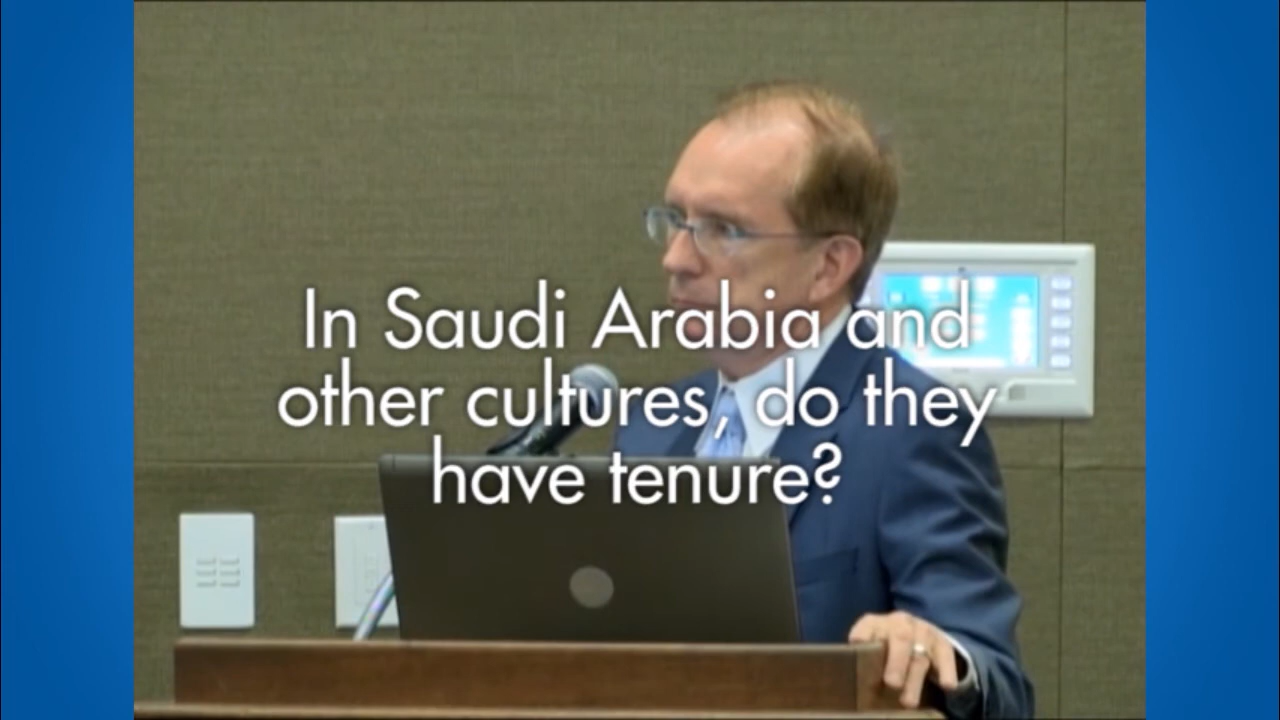 In Saudi Arabia and
other cultures, do they
have tenure?